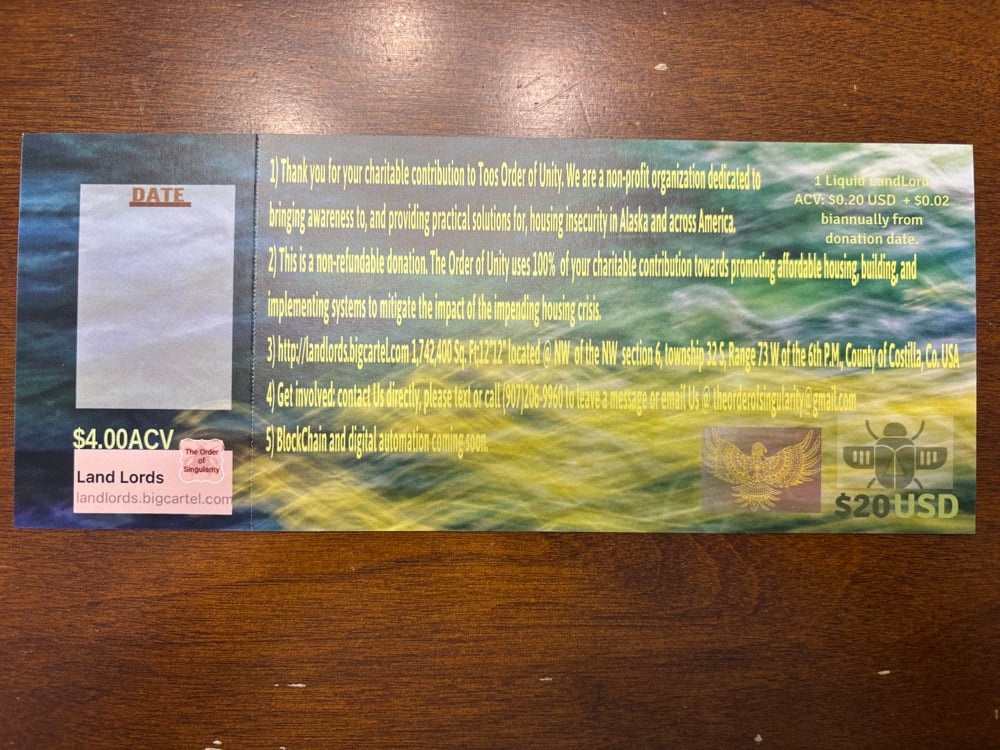 DATE
$4.00ACV
The Order
of
Singularity
Land Lords
landlords.bigcartel.com
1) Thank you for your charitable contribution to Toos Order of Unity. We are a non-profit organization dedicated to
bringing awareness to, and providing practical solutions for, housing insecurity in Alaska and across America.
2) This is a non-refundable donation. The Order of Unity uses 100% of your charitable contribution towards promoting affordable housing, building, and
implementing systems to mitigate the impact of the impending housing crisis.
3) http://landlords.bigcartel.com 1,742,400 Sq. Ft:12"12" located @ NW of the NW section 6, township 32 S, Range 73 W of the 6th P.M., County of Costilla, Co. USA
4) Get involved: contact Us directly, please text or call (907)206-9960 to leave a message or email Us @ theorderofsingularity@gmail.com
5) BlockChain and digital automation coming soon.
1 Liquid LandLord
ACV: $0.20 USD + $0.02
biannually from
donation date.
$20 USD